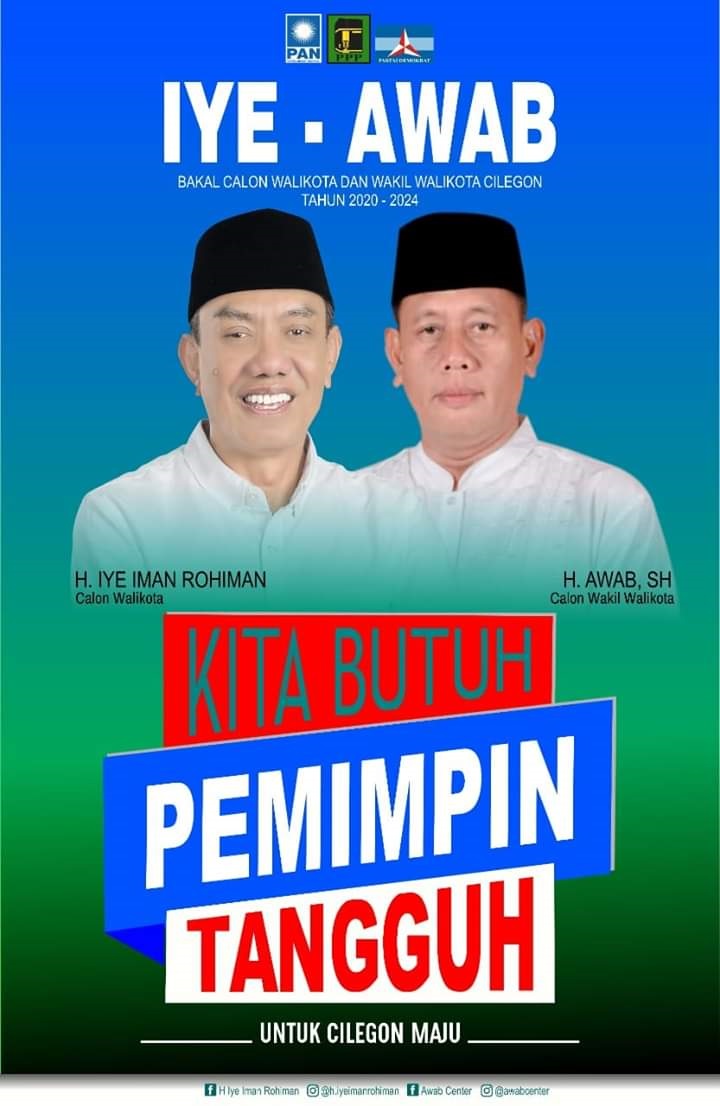 PAN
PPP
PARTAI DEMOKRAT
IYE - AWAB
BAKAL CALON WALIKOTA DAN WAKIL WALIKOTA CILEGON
TAHUN 2020 - 2024
H. IYE IMAN ROHIMAN
Calon Walikota
H. AWAB, SH
Calon Wakil Walikota
KITA BUTUH
PEMIMPIN
TANGGUH
UNTUK CILEGON MAJU
H Iye Iman Rohiman @h.iyeimanrohiman Awab Center @awabcenter